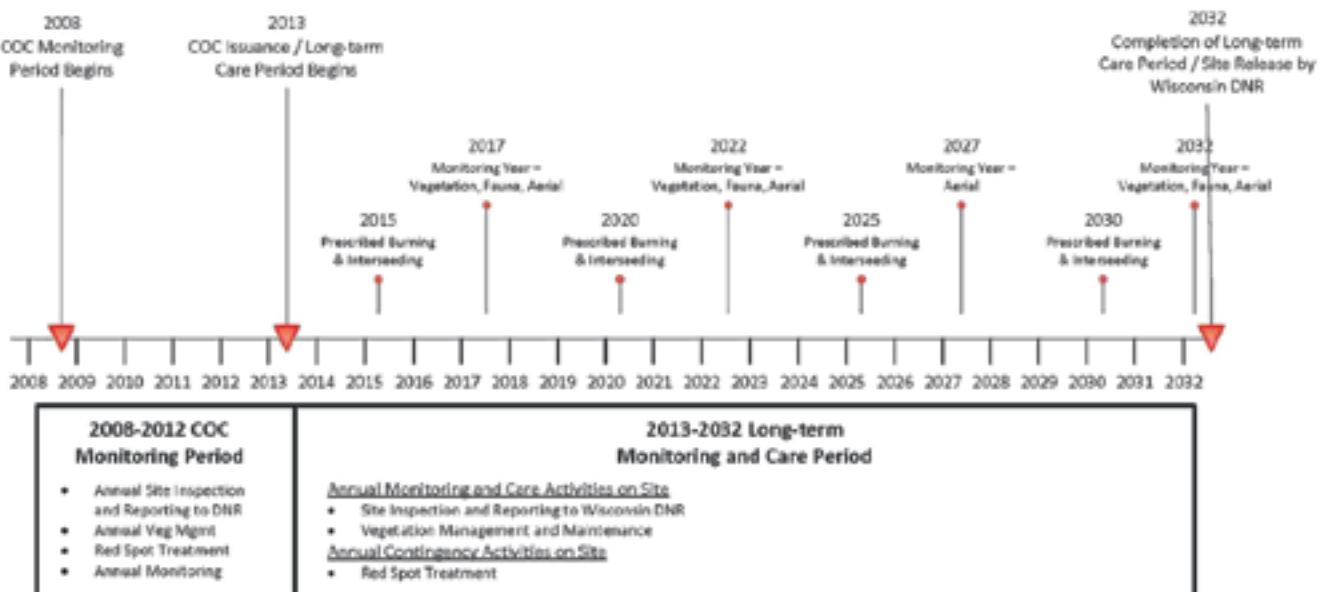 2008
COC Monitoring
Period Begins
2013
COC Issuance / Long-term
Care Period Begins
2032
Completion of Long-term
Care Period / Site Release by
Wisconsin DNR
2017
Monitoring Year –
Vegetation, Fauna, Aerial
2022
Monitoring Year –
Vegetation, Fauna, Aerial
2027
Monitoring Year –
Aerial
2032
Monitoring Year –
Vegetation, Fauna, Aerial
2015
Prescribed Burning
& Interseeding
2020
Prescribed Burning
& Interseeding
2025
Prescribed Burning
& Interseeding
2030
Prescribed Burning
& Interseeding
2008 2009 2010 2011 2012 2013 2014 2015 2016 2017 2018 2019 2020 2021 2022 2023 2024 2025 2026 2027 2028 2029 2030 2031 2032
2008-2012 COC
Monitoring Period
• Annual Site Inspection
and Reporting to DNR
• Annual Veg Mgmt
• Red Spot Treatment
• Annual Monitoring
2013-2032 Long-term
Monitoring and Care Period
Annual Monitoring and Care Activities on Site
• Site Inspection and Reporting to Wisconsin DNR
• Vegetation Management and Maintenance
Annual Contingency Activities on Site
• Red Spot Treatment